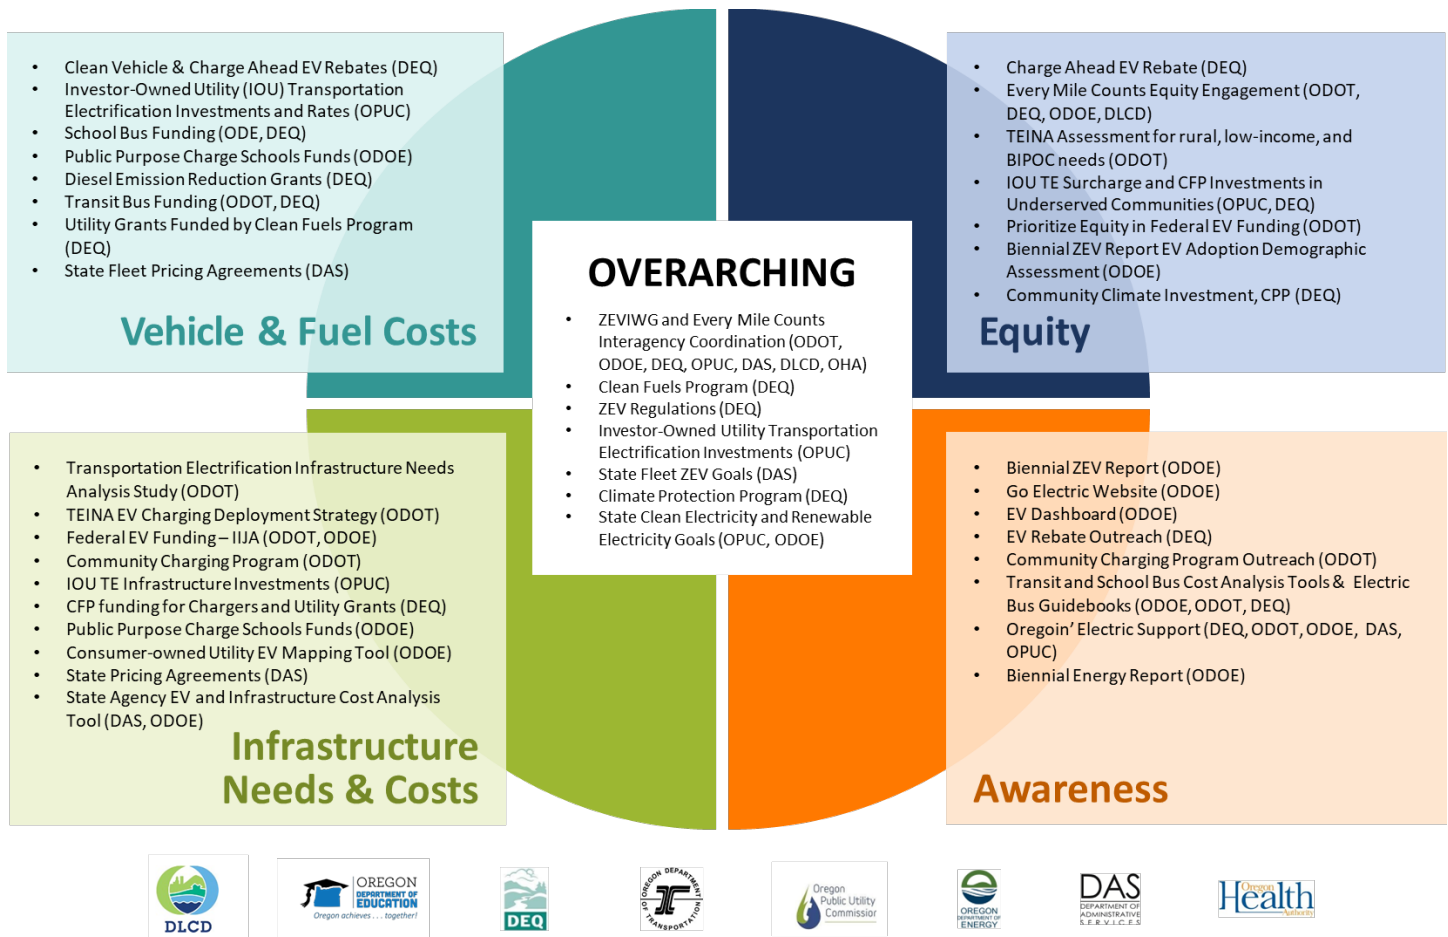 • Clean Vehicle & Charge Ahead EV Rebates (DEQ)
• Investor-Owned Utility (IOU) Transportation
Electrification Investments and Rates (OPUC)
• School Bus Funding (ODE, DEQ)
• Public Purpose Charge Schools Funds (ODOE)
• Diesel Emission Reduction Grants (DEQ)
• Transit Bus Funding (ODOT, DEQ)
• Utility Grants Funded by Clean Fuels Program
(DEQ)
• State Fleet Pricing Agreements (DAS)
Vehicle & Fuel Costs
• Charge Ahead EV Rebate (DEQ)
• Every Mile Counts Equity Engagement (ODOT,
DEQ, ODOE, DLCD)
• TEINA Assessment for rural, low-income, and
BIPOC needs (ODOT)
• IOU TE Surcharge and CFP Investments in
Underserved Communities (OPUC, DEQ)
• Prioritize Equity in Federal EV Funding (ODOT)
• Biennial ZEV Report EV Adoption Demographic
Assessment (ODOE)
• Community Climate Investment, CPP (DEQ)
Equity
OVERARCHING
• ZEVIWG and Every Mile Counts
Interagency Coordination (ODOT,
ODOE, DEQ, OPUC, DAS, DLCD, OHA)
• Clean Fuels Program (DEQ)
• ZEV Regulations (DEQ)
• Investor-Owned Utility Transportation
Electrification Investments (OPUC)
• State Fleet ZEV Goals (DAS)
• Climate Protection Program (DEQ)
• State Clean Electricity and Renewable
Electricity Goals (OPUC, ODOE)
• Transportation Electrification Infrastructure Needs
Analysis Study (ODOT)
• TEINA EV Charging Deployment Strategy (ODOT)
• Federal EV Funding – IIJA (ODOT, ODOE)
• Community Charging Program (ODOT)
• IOU TE Infrastructure Investments (OPUC)
• CFP funding for Chargers and Utility Grants (DEQ)
• Public Purpose Charge Schools Funds (ODOE)
• Consumer-owned Utility EV Mapping Tool (ODOE)
• State Pricing Agreements (DAS)
• State Agency EV and Infrastructure Cost Analysis
Tool (DAS, ODOE)
Infrastructure
Needs & Costs
• Biennial ZEV Report (ODOE)
• Go Electric Website (ODOE)
• EV Dashboard (ODOE)
• EV Rebate Outreach (DEQ)
• Community Charging Program Outreach (ODOT)
• Transit and School Bus Cost Analysis Tools & Electric
Bus Guidebooks (ODOE, ODOT, DEQ)
• Oregoin’ Electric Support (DEQ, ODOT, ODOE, DAS,
OPUC)
• Biennial Energy Report (ODOE)
Awareness
DLCD
OREGON
DEPARTMENT OF
EDUCATION
Oregon achieves . . . together!
DEQ
OREGON DEPARTMENT
OF TRANSPORTATION
Oregon
Public Utility
Commission
OREGON
DEPARTMENT OF
ENERGY
DAS
DEPARTMENT OF
ADMINISTRATIVE
SERVICES
Oregon
Health
Authority